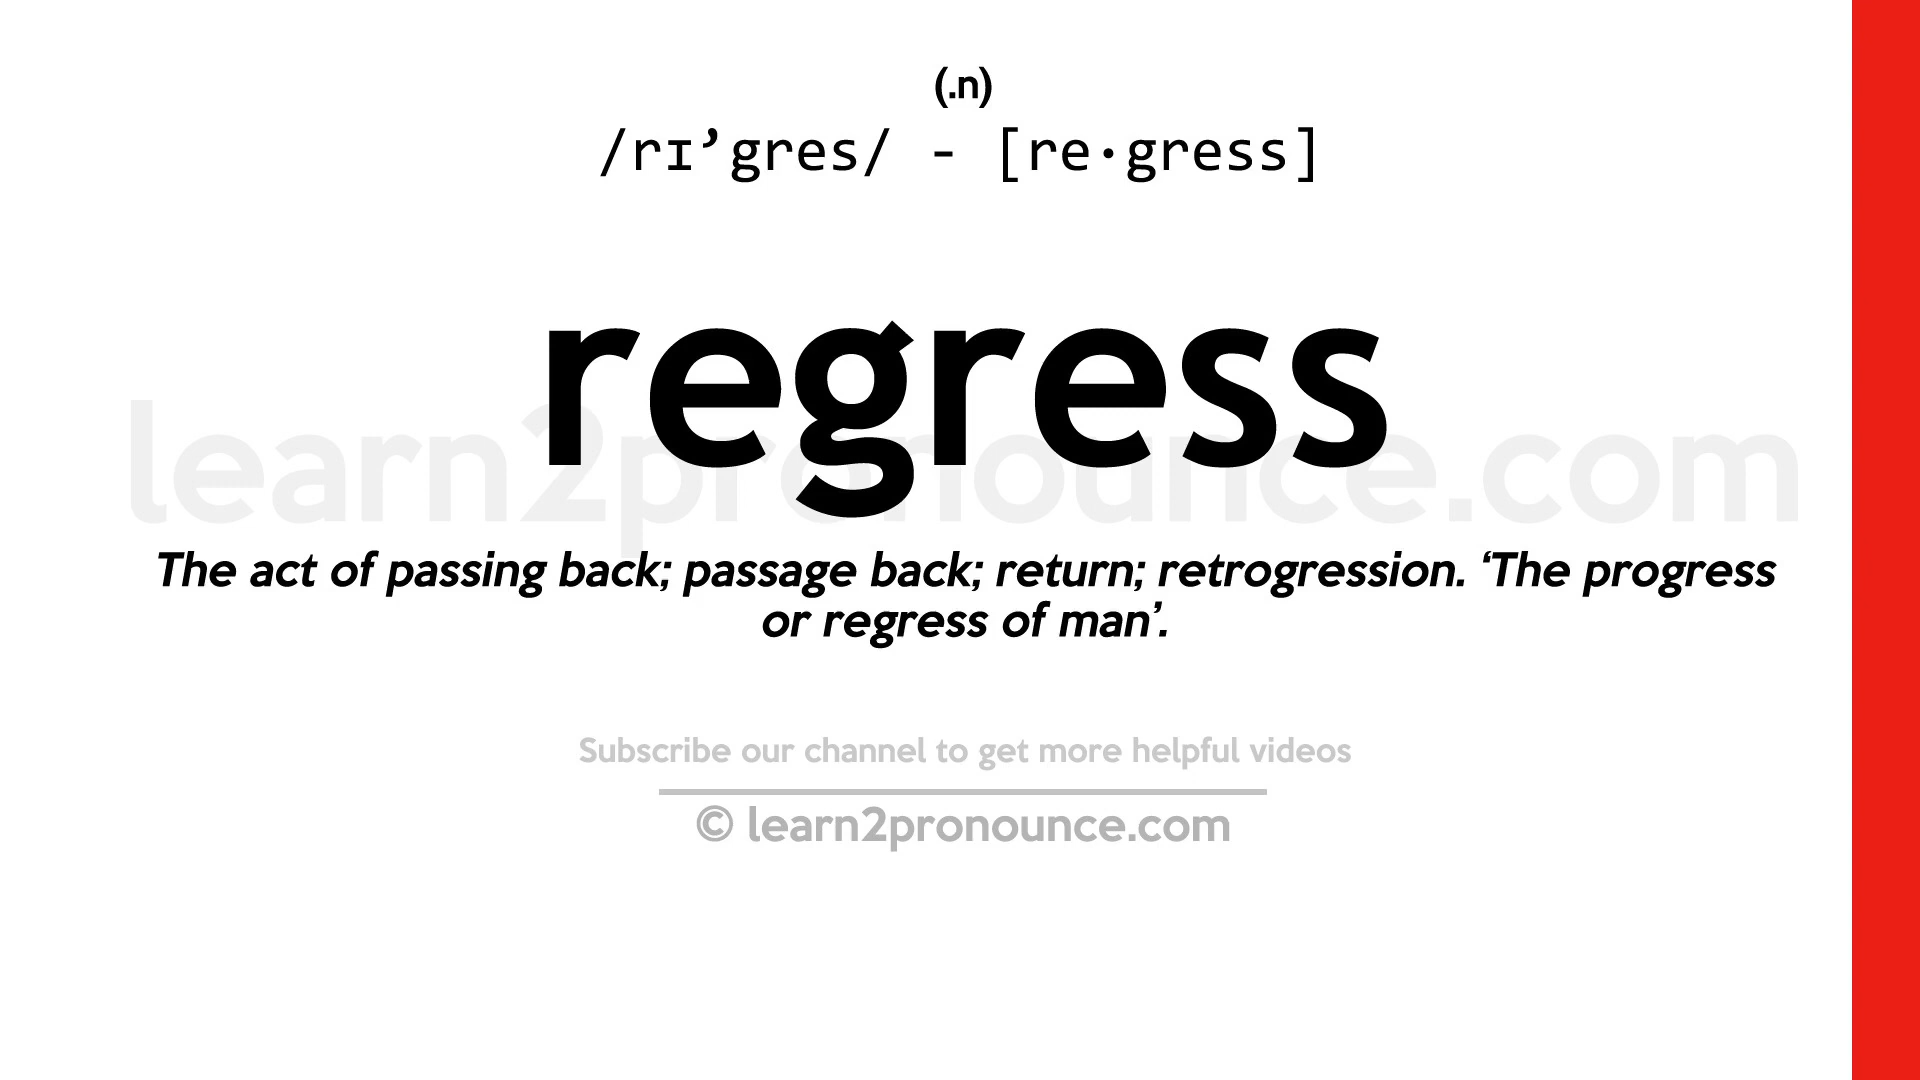 (.n)
/rɪ’gres/ - [re·gress]
regress
learn2pronounce.com
The act of passing back; passage back; return; retrogression. ‘The progress
or regress of man’.
Subscribe our channel to get more helpful videos
© learn2pronounce.com